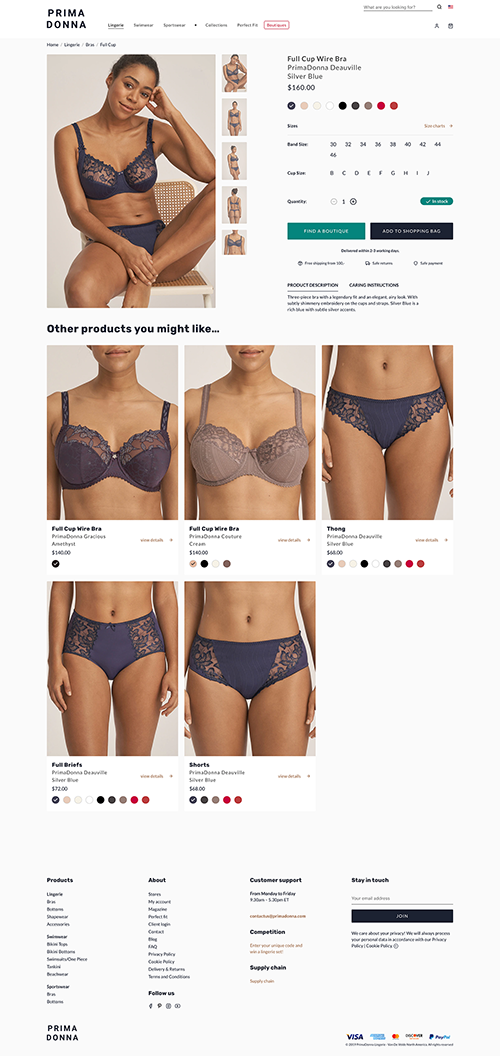 PRIMA
DONNA
What are you looking for?
Lingerie Swimwear Sportswear Collections Perfect Fit Boutiques
Home / Lingerie / Bras / Full Cup
Full Cup Wire Bra
PrimaDonna Deauville
Silver Blue
$160.00
Sizes Size charts
Band Size: 30 32 34 36 38 40 42 44
46
Cup Size: B C D E F G H I J
Quantity: 1 In stock
FIND A BOUTIQUE ADD TO SHOPPING BAG
Delivered within 2-3 working days.
Free shipping from 100,- Safe returns Safe payment
PRODUCT DESCRIPTION CARING INSTRUCTIONS
Three-piece bra with a legendary fit and an elegant, airy look. With
subtly shimmery embroidery on the cups and straps. Silver Blue is a
rich blue with subtle silver accents.
Other products you might like...
Full Cup Wire Bra
PrimaDonna Gracious
Amethyst
view details
$140.00
Full Cup Wire Bra
PrimaDonna Couture
Cream
view details
$140.00
Thong
PrimaDonna Deauville
Silver Blue
view details
$68.00
Full Briefs
PrimaDonna Deauville
Silver Blue
view details
$72.00
Shorts
PrimaDonna Deauville
Silver Blue
view details
$68.00
Products
Lingerie
Bras
Bottoms
Shapewear
Accessories
Swimwear
Bikini Tops
Bikini Bottoms
Swimsuits/One Piece
Tankini
Beachwear
Sportswear
Bras
Bottoms
About
Stores
My account
Magazine
Perfect fit
Client login
Contact
Blog
FAQ
Privacy Policy
Cookie Policy
Delivery & Returns
Terms and Conditions
Follow us
Customer support
From Monday to Friday
9.30am - 5.30pm ET
contactus@primadonna.com
Competition
Enter your unique code and
win a lingerie set!
Supply chain
Supply chain
Stay in touch
Your email address
JOIN
We care about your privacy! We will always process
your personal data in accordance with our Privacy
Policy | Cookie Policy
PRIMA
DONNA
VISA AMERICAN EXPRESS DISCOVER PayPal
© 2019 PrimaDonna Lingerie - Van De Velde North America. All rights reserved